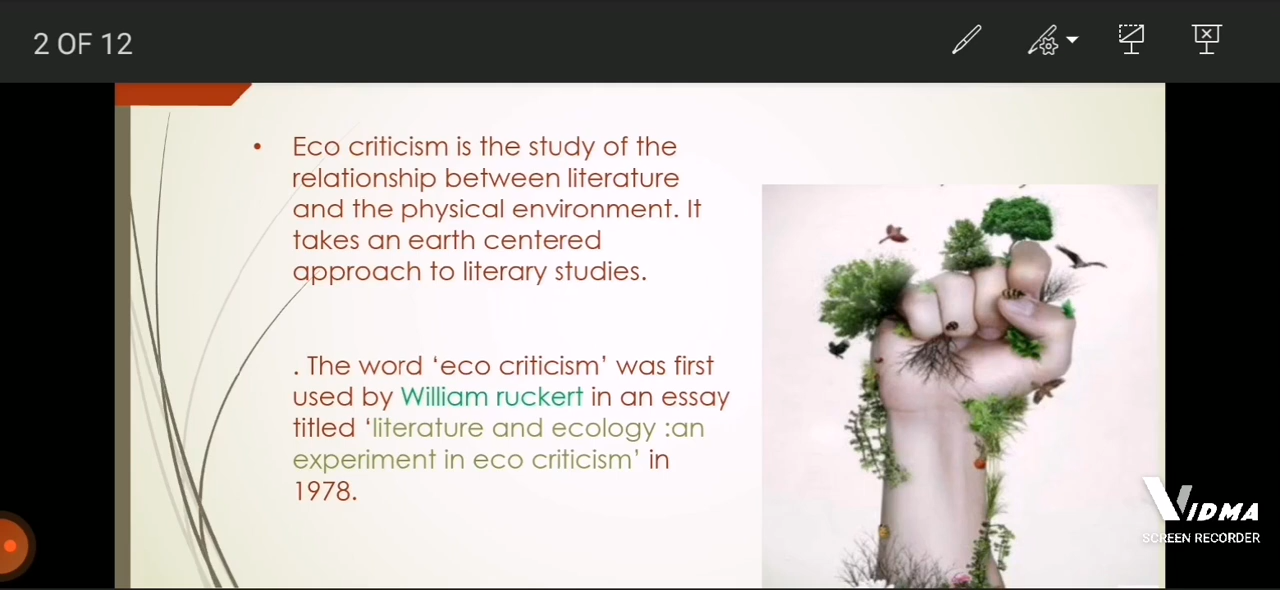 2 OF 12
• Eco criticism is the study of the
relationship between literature
and the physical environment. It
takes an earth centered
approach to literary studies.
. The word ‘eco criticism’ was first
used by William ruckert in an essay
titled ‘literature and ecology :an
experiment in eco criticism’ in
1978.
VIDMA
SCREEN RECORDER